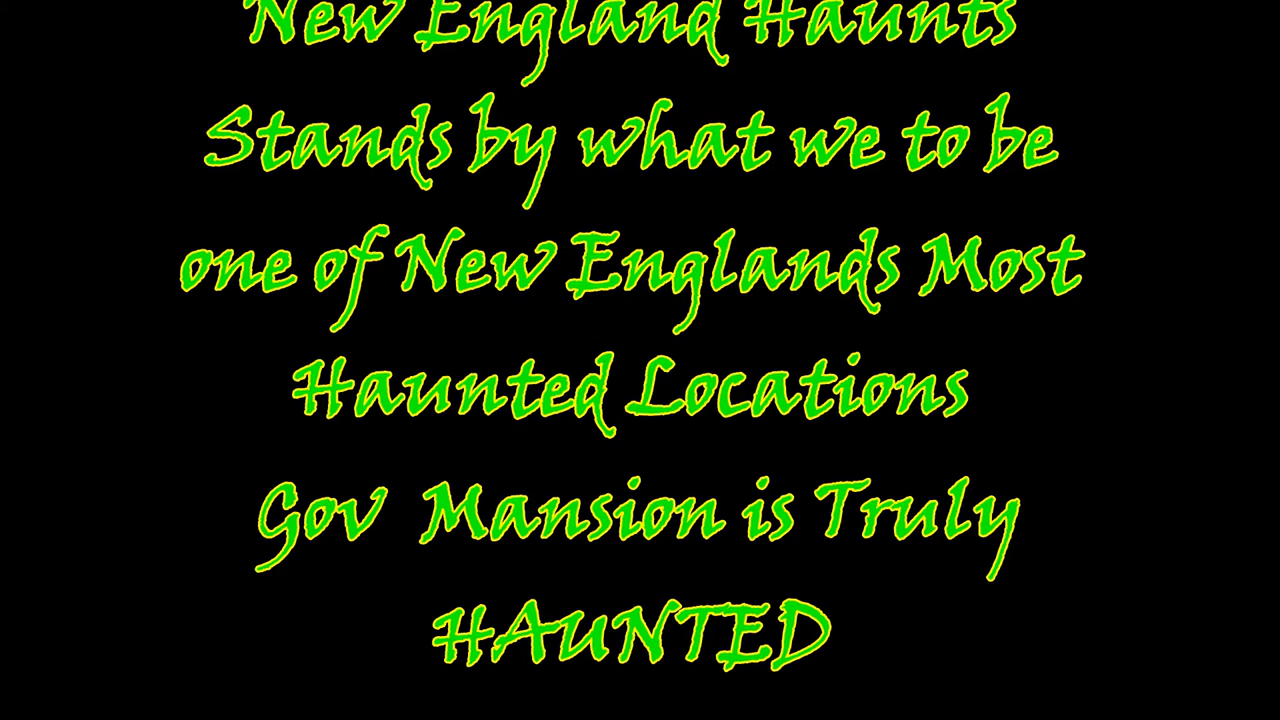 New England Haunts
Stands by what we to be
one of New Englands Most
Haunted Locations
Gov Mansion is Truly
HAUNTED